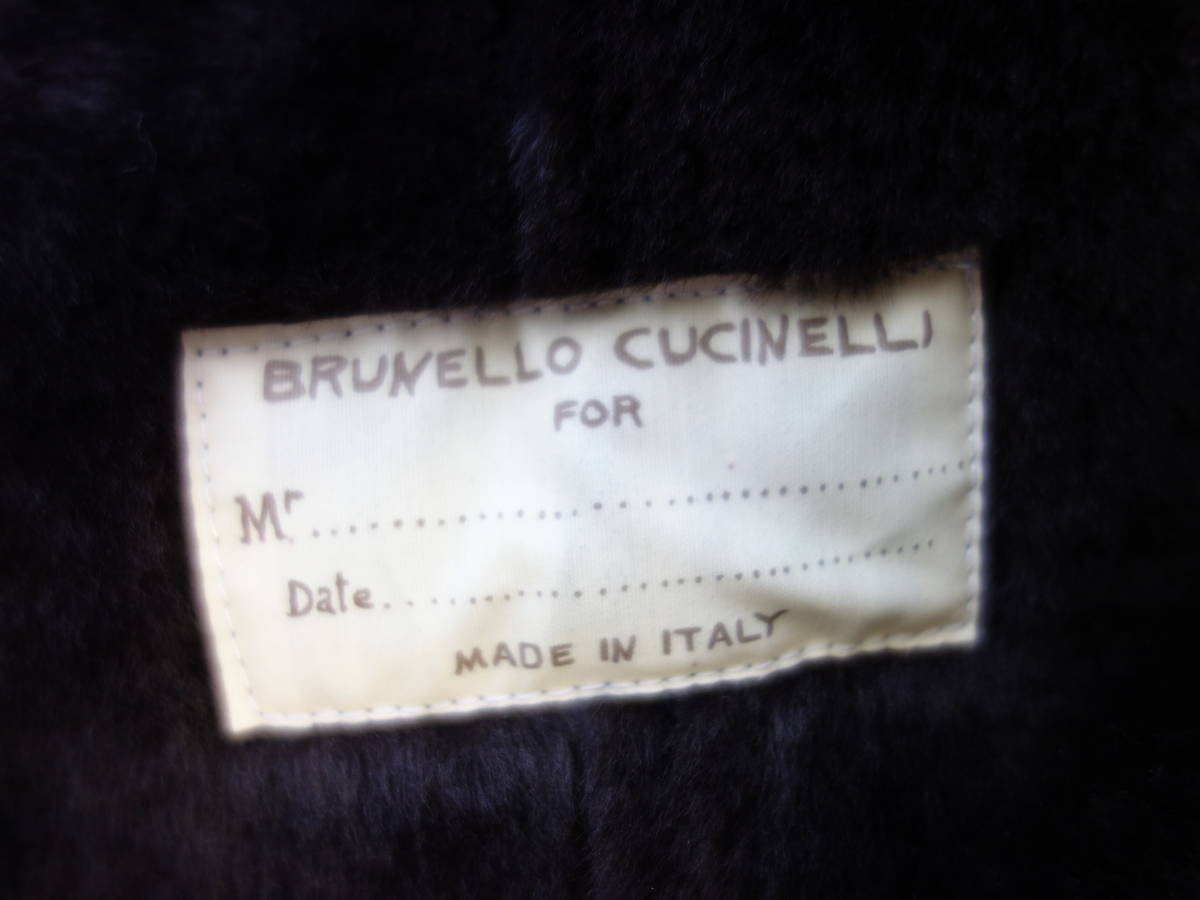 BRUNELLO CUCINELLI
FOR
Mr.......................................
Date.......................................
MADE IN ITALY